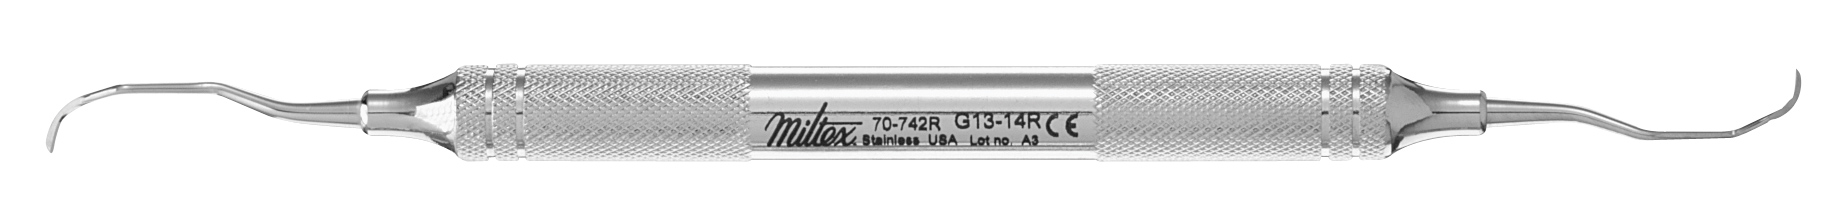 Miltex 70-742R G13-14R CE
Stainless USA Lot no. A3